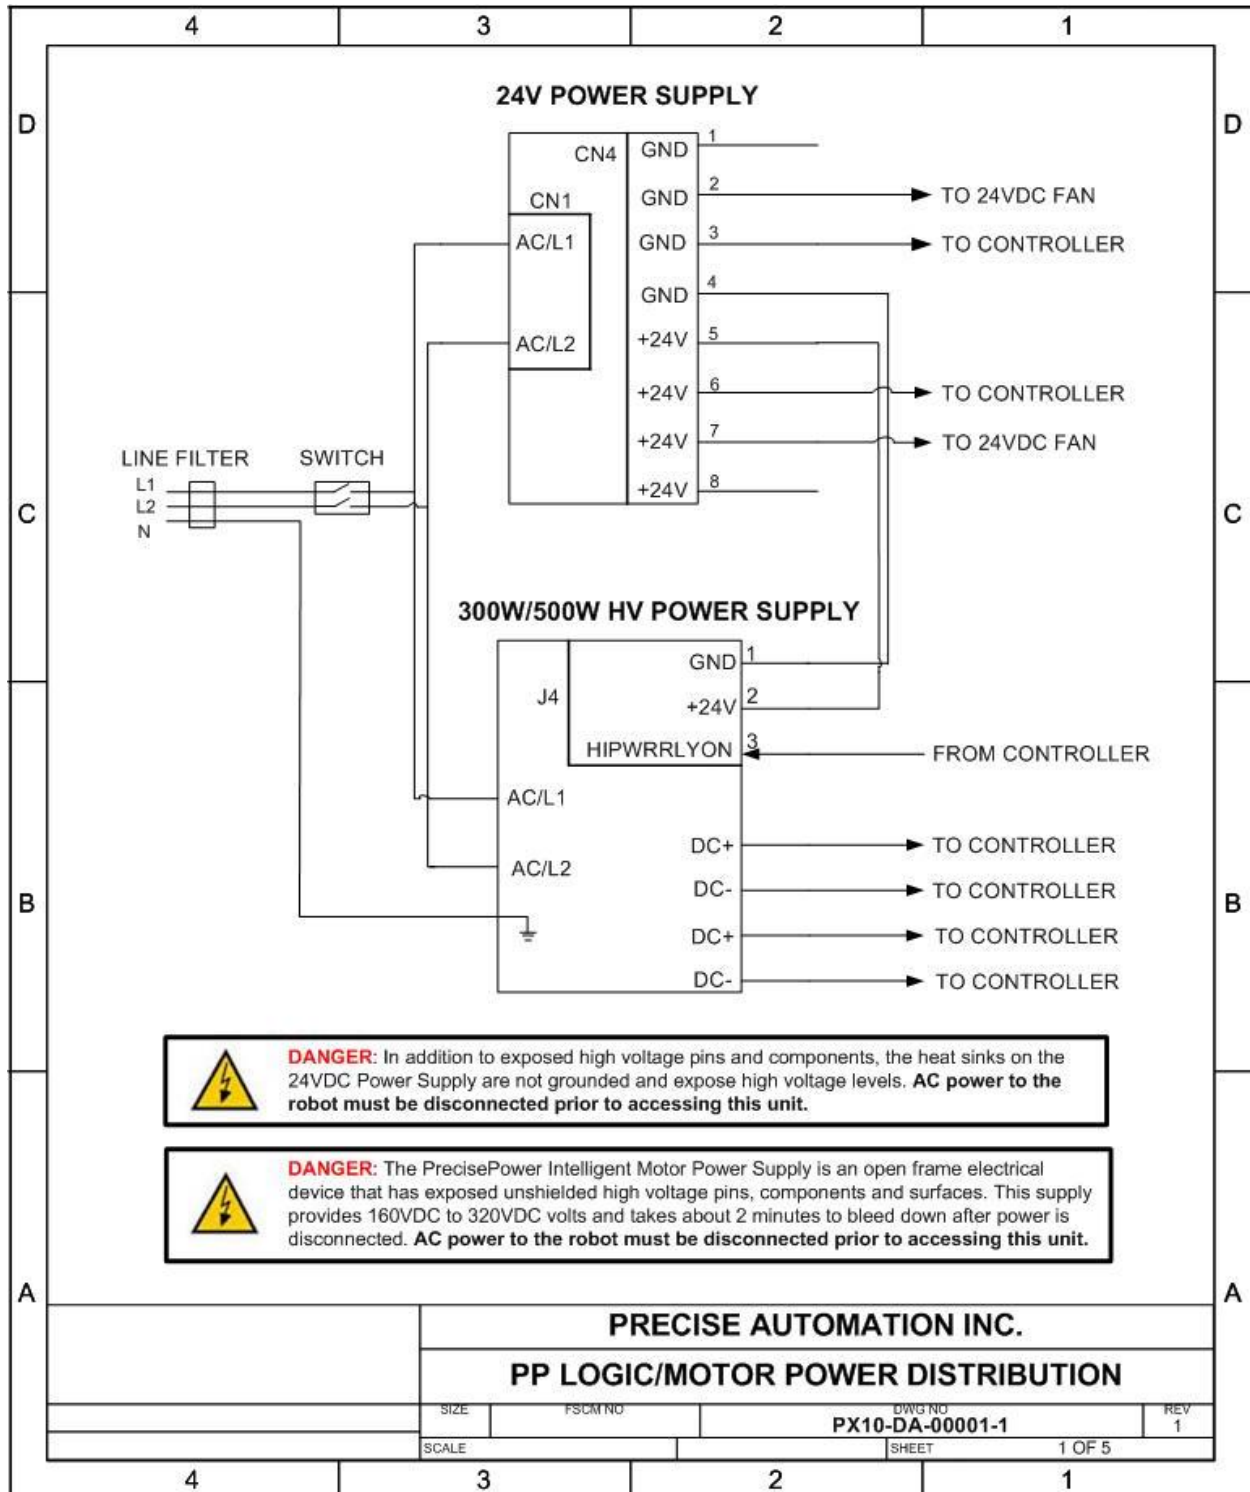 4 3 2 1
24V POWER SUPPLY
D D
CN4 GND 1
CN1 GND 2 TO 24VDC FAN
AC/L1 GND 3 TO CONTROLLER
GND 4
AC/L2 +24V 5
+24V 6 TO CONTROLLER
+24V 7 TO 24VDC FAN
LINE FILTER SWITCH
L1 +24V 8
L2
C C
N
300W/500W HV POWER SUPPLY
GND 1
J4 +24V 2
HIPWRRLYON 3 FROM CONTROLLER
AC/L1
DC+ TO CONTROLLER
AC/L2
DC- TO CONTROLLER
B B
DC+ TO CONTROLLER
DC- TO CONTROLLER
DANGER: In addition to exposed high voltage pins and components, the heat sinks on the
24VDC Power Supply are not grounded and expose high voltage levels. AC power to the
robot must be disconnected prior to accessing this unit.
DANGER: The PrecisePower Intelligent Motor Power Supply is an open frame electrical
device that has exposed unshielded high voltage pins, components and surfaces. This supply
provides 160VDC to 320VDC volts and takes about 2 minutes to bleed down after power is
disconnected. AC power to the robot must be disconnected prior to accessing this unit.
A A
PRECISE AUTOMATION INC.
PP LOGIC/MOTOR POWER DISTRIBUTION
SIZE FSCM NO DWG NO REV
PX10-DA-00001-1 1
SCALE SHEET 1 OF 5
4 3 2 1